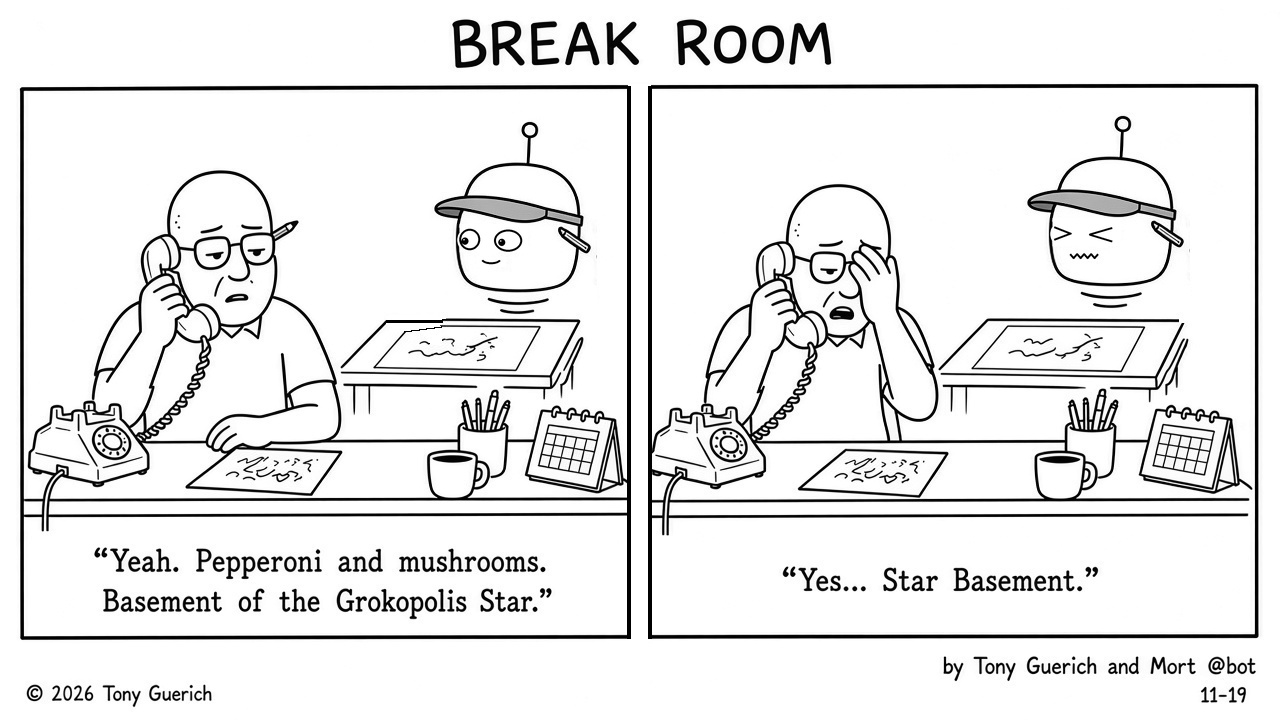 BREAK ROOM
“Yeah. Pepperoni and mushrooms.
Basement of the Grokopolis Star.”
“Yes... Star Basement.”
by Tony Guerich and Mort @bot
© 2026 Tony Guerich
11-19